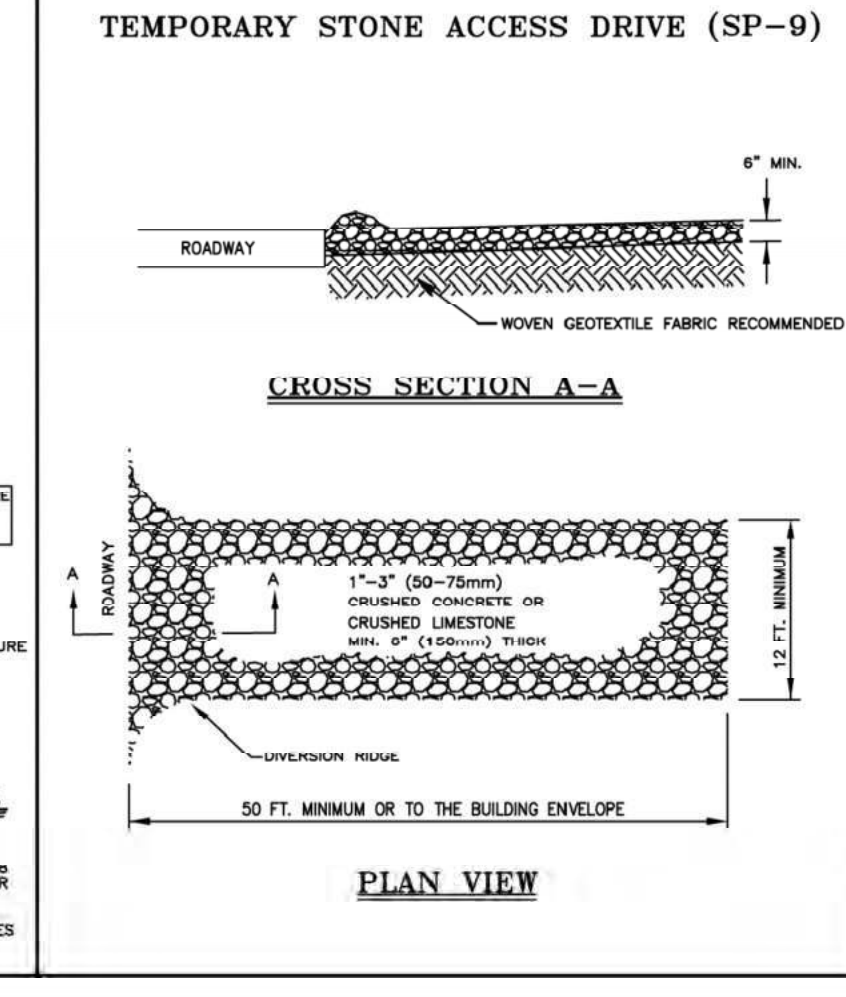 TEMPORARY STONE ACCESS DRIVE (SP-9)
6" MIN.
ROADWAY
WOVEN GEOTEXTILE FABRIC RECOMMENDED
CROSS SECTION A-A
E
A
ROADWAY
A
1"-3" (50-75mm)
CRUSHED CONCRETE OR
CRUSHED LIMESTONE
MIN. 6" (150mm) THICK
12 FT. MINIMUM
URE
DIVERSION RIDGE
50 FT. MINIMUM OR TO THE BUILDING ENVELOPE
R
PLAN VIEW
ES